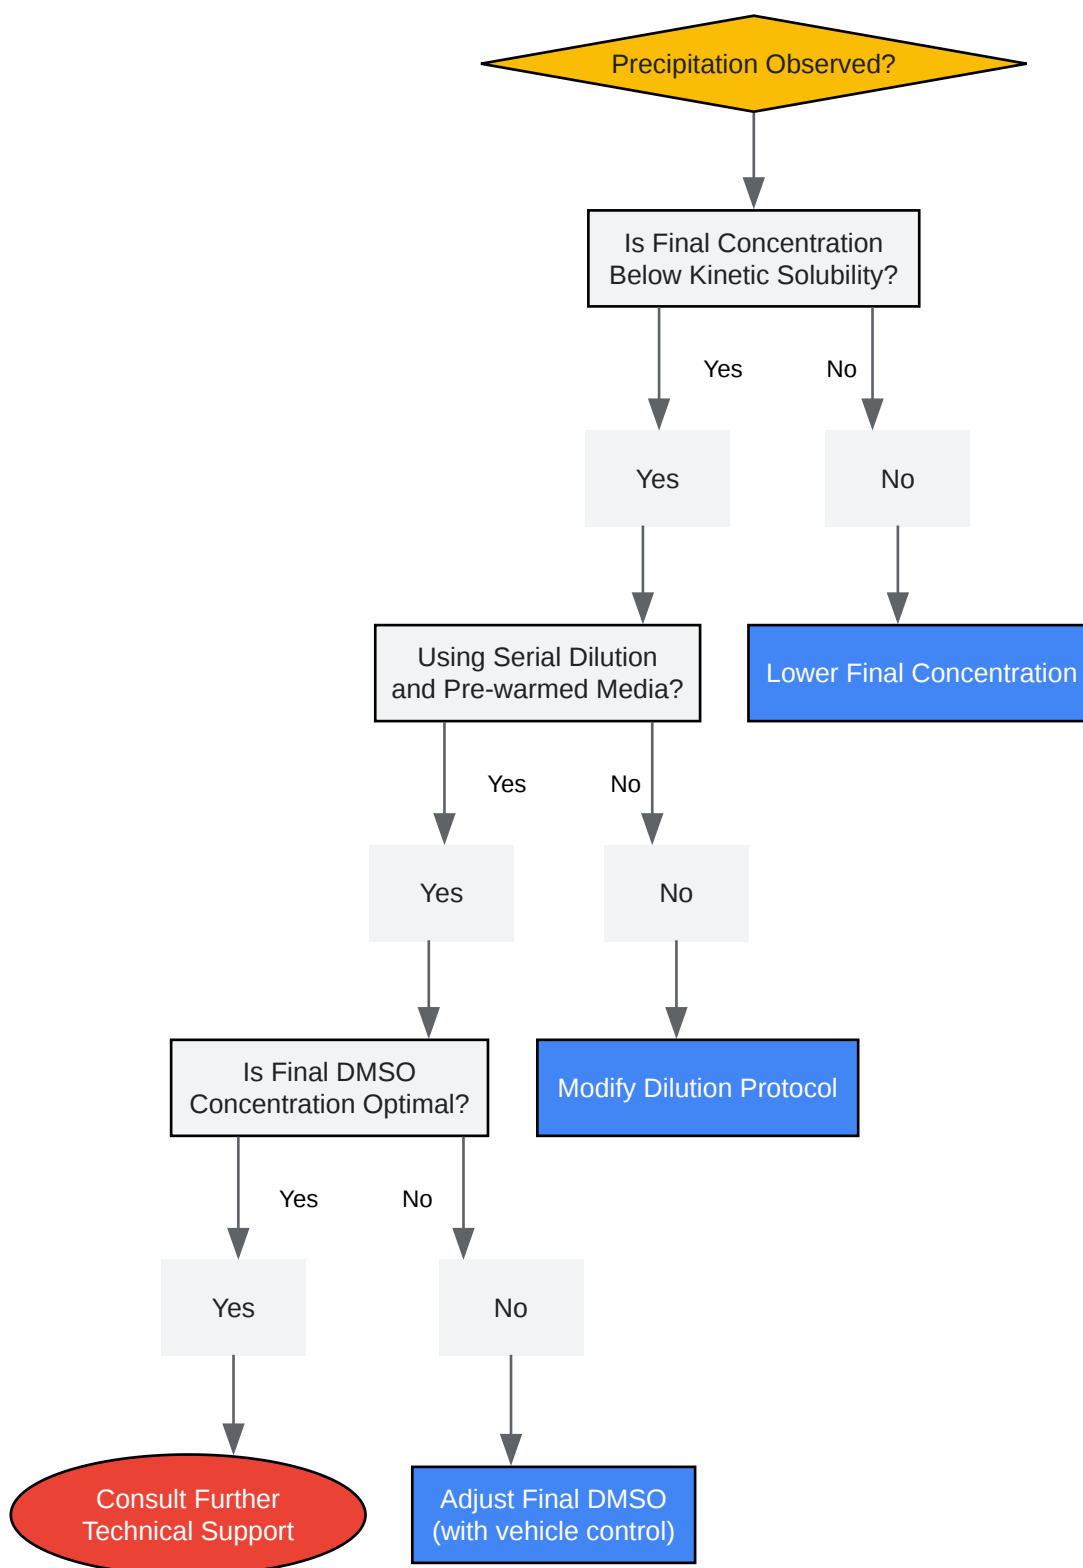 Precipitation Observed?
Is Final Concentration
Below Kinetic Solubility?
Yes
No
Yes
No
Using Serial Dilution
and Pre-warmed Media?
Lower Final Concentration
Yes
No
Yes
No
Is Final DMSO
Concentration Optimal?
Modify Dilution Protocol
Yes
No
Yes
No
Consult Further
Technical Support
Adjust Final DMSO
(with vehicle control)